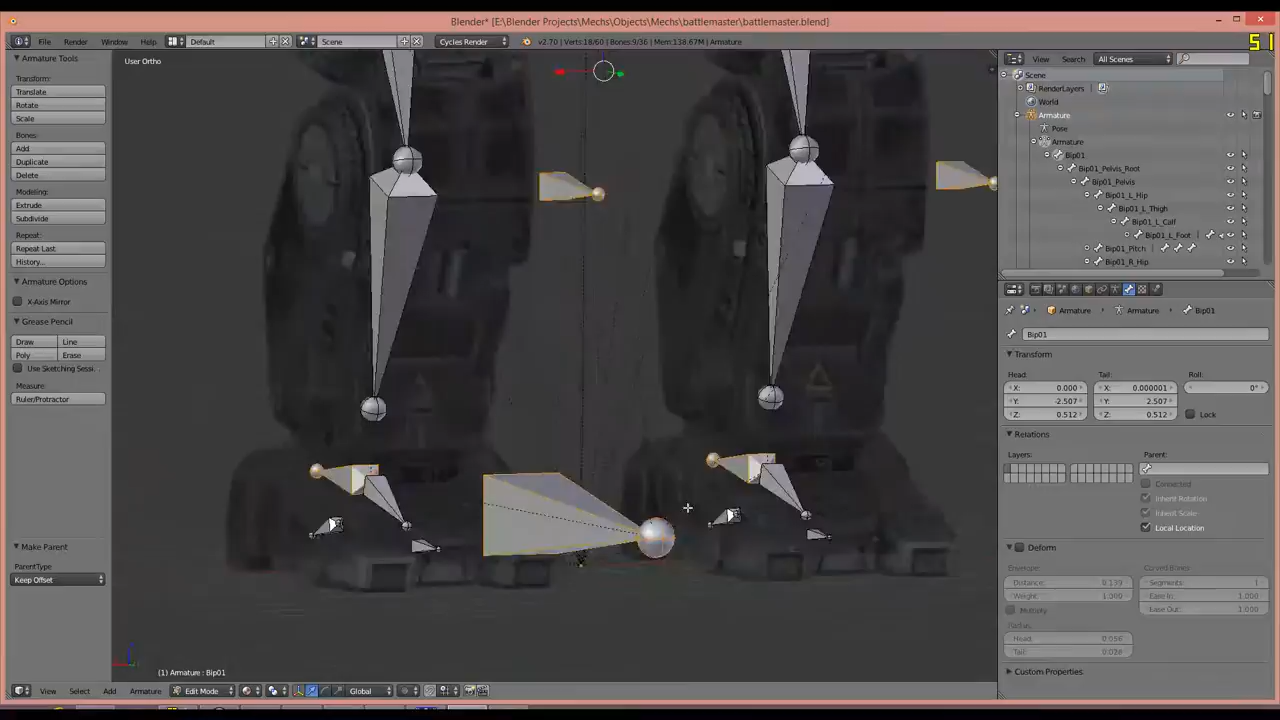 Blender* [E:\Blender Projects\Mechs\Objects\Mechs\battlemaster\battlemaster.blend]
File Render Window Help Default Scene Cycles Render v2.70 | Verts:18/60 | Bones:9/36 | Mem:138.67M | Armature
51
Armature Tools
User Ortho
View Search All Scenes
Transform:
Translate
Rotate
Scale
Bones:
Add
Duplicate
Delete
Modeling:
Extrude
Subdivide
Repeat:
Repeat Last
History...
Armature Options
X-Axis Mirror
Grease Pencil
Draw Line
Poly Erase
Use Sketching Sessi..
Measure:
Ruler/Protractor
Make Parent
ParentType
Keep Offset
Scene
RenderLayers
World
Armature
Pose
Armature
Bip01
Bip01_Pelvis_Root
Bip01_Pelvis
Bip01_L_Hip
Bip01_L_Thigh
Bip01_L_Calf
Bip01_L_Foot
Bip01_Pitch
Bip01_R_Hip
Armature Armature Bip01
Bip01
Transform
Head: Tail: Roll:
X: 0.000 X: 0.000001 0°
Y: -2.507 Y: 2.507
Z: 0.512 Z: 0.512 Lock
Relations
Layers: Parent:
Connected
Inherit Rotation
Inherit Scale
Local Location
Deform
Envelope: Curved Bones:
Distance: 0.139 Segments: 1
Weight: 1.000 Ease In: 1.000
Multiply Ease Out: 1.000
Radius:
Head: 0.056
Tail: 0.028
Custom Properties
(1) Armature : Bip01
View Select Add Armature Edit Mode Global